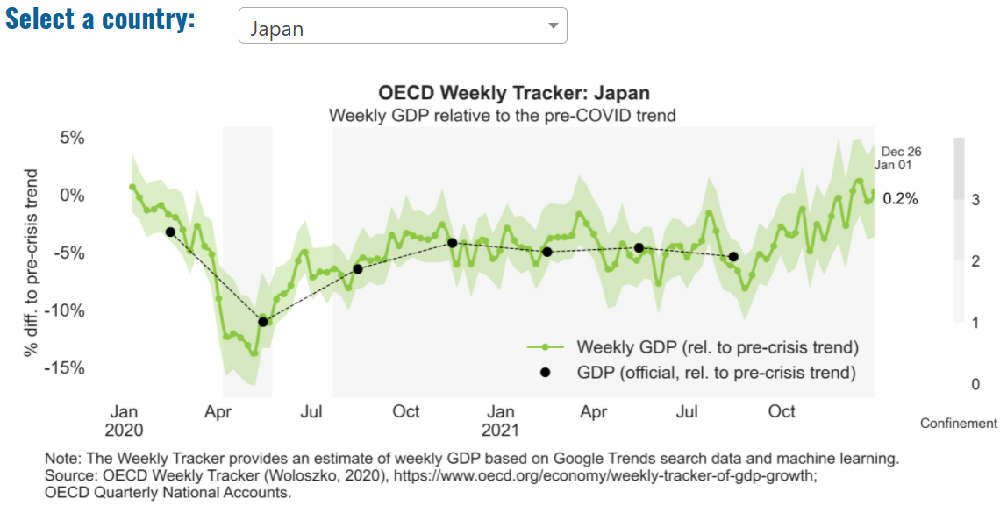 Select a country:
Japan
OECD Weekly Tracker: Japan
Weekly GDP relative to the pre-COVID trend
% diff. to pre-crisis trend
5%
0%
-5%
-10%
-15%
Dec 26
Jan 01
0.2%
3
2
1
0
Confinement
Weekly GDP (rel. to pre-crisis trend)
GDP (official, rel. to pre-crisis trend)
Jan
2020
Apr
Jul
Oct
Jan
2021
Apr
Jul
Oct
Note: The Weekly Tracker provides an estimate of weekly GDP based on Google Trends search data and machine learning.
Source: OECD Weekly Tracker (Woloszko, 2020), https://www.oecd.org/economy/weekly-tracker-of-gdp-growth;
OECD Quarterly National Accounts.